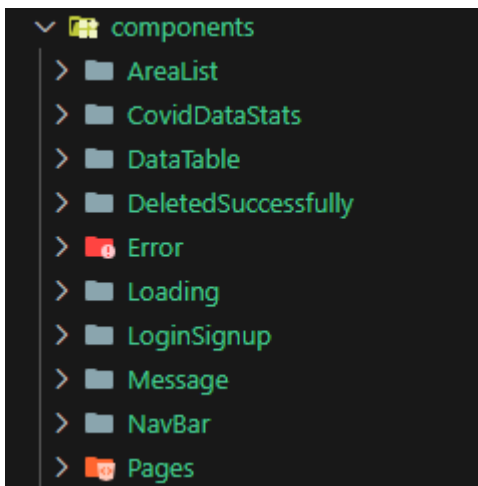 components
AreaList
CovidDataStats
DataTable
DeletedSuccessfully
Error
Loading
LoginSignup
Message
NavBar
Pages